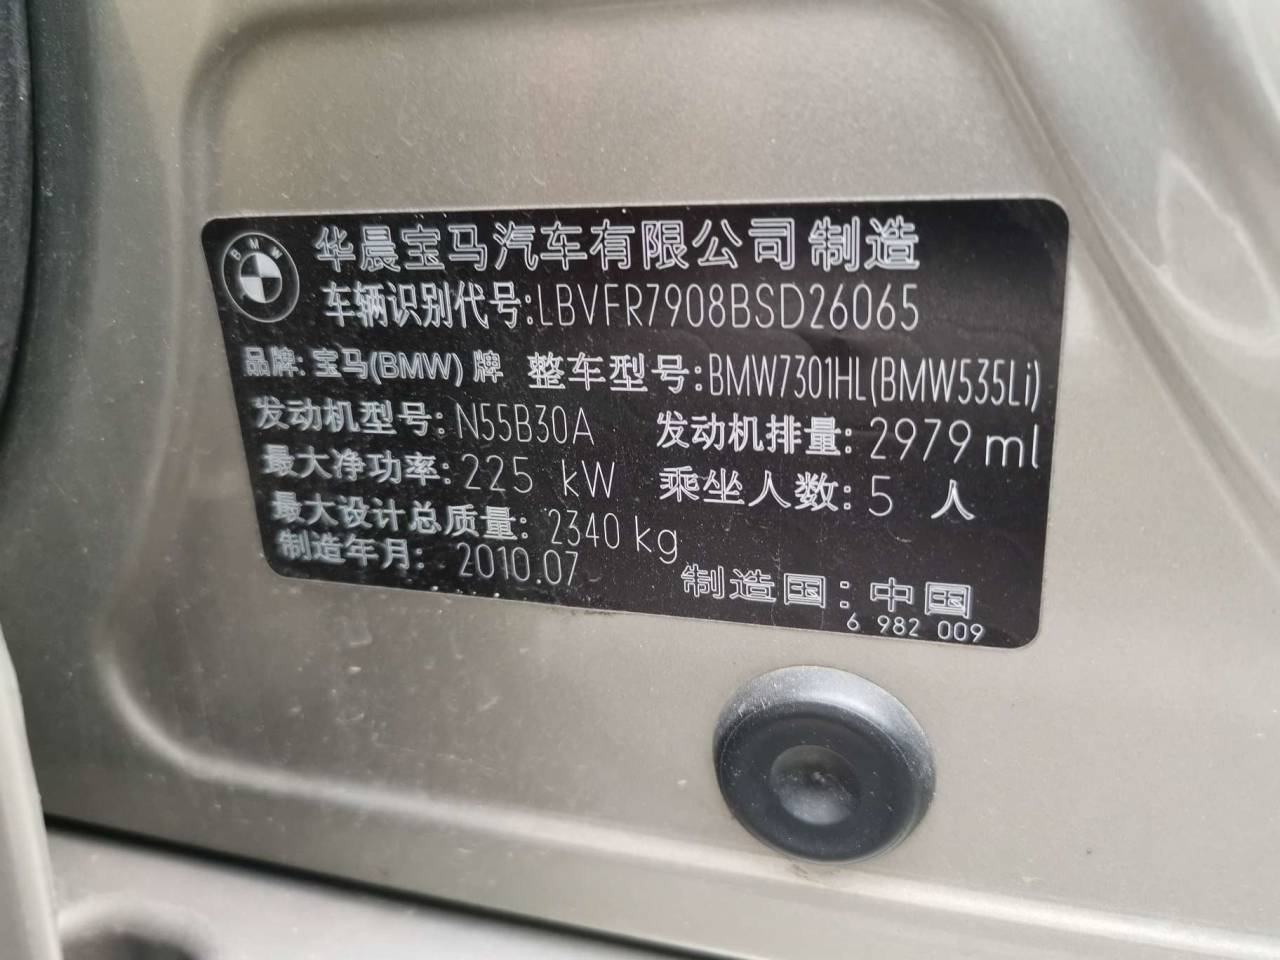 BMW
华晨宝马汽车有限公司 制造
车辆识别代号:LBVFR7908BSD26065
品牌: 宝马(BMW) 牌 整车型号:BMW7301HL(BMW535Li)
发动机型号: N55B30A 发动机排量: 2979 ml
最大净功率: 225 kW 乘坐人数: 5 人
最大设计总质量: 2340 kg
制造年月: 2010.07 制造国: 中国
6 982 009